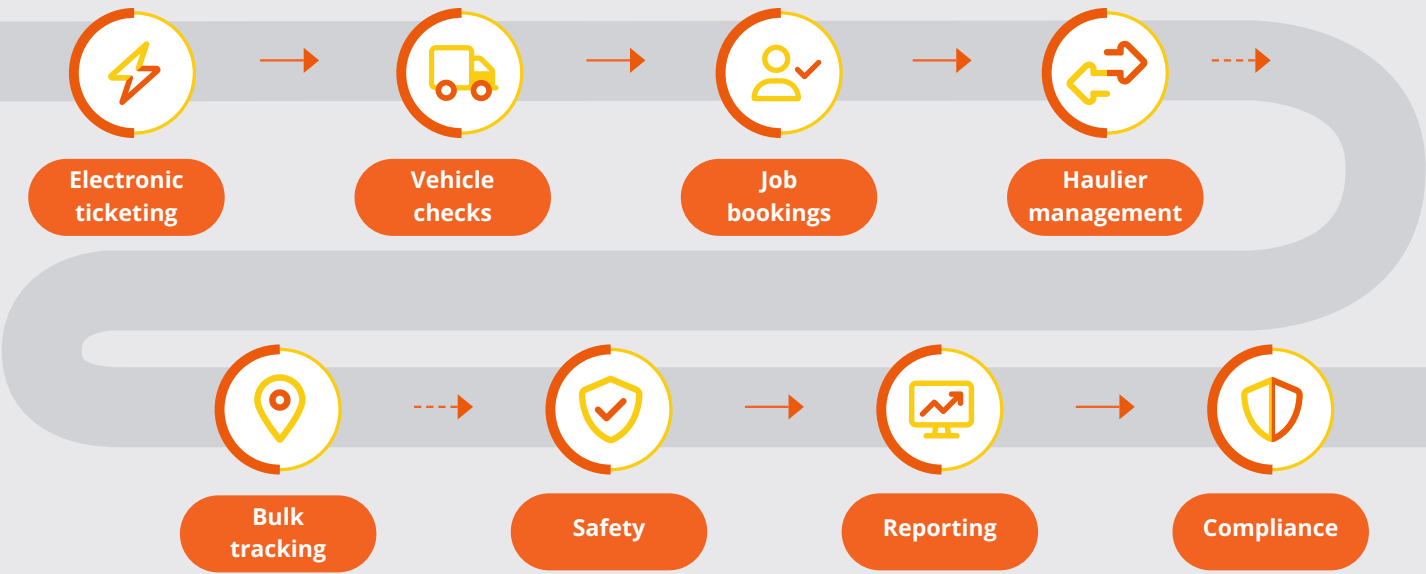 Electronic
ticketing
Vehicle
checks
Job
bookings
Haulier
management
Bulk
tracking
Safety
Reporting
Compliance